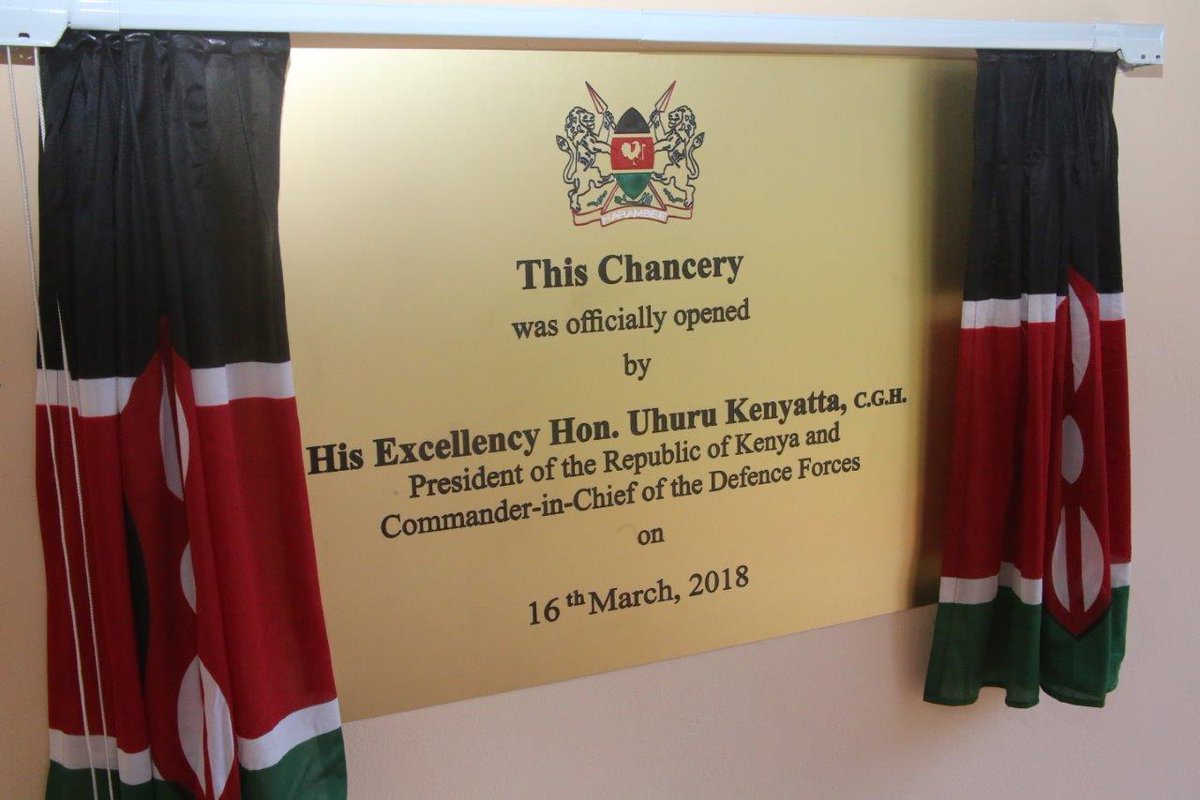 HARAMBEE
This Chancery
was officially opened
by
His Excellency Hon. Uhuru Kenyatta, C.G.H.
President of the Republic of Kenya and
Commander-in-Chief of the Defence Forces
on
16th March, 2018